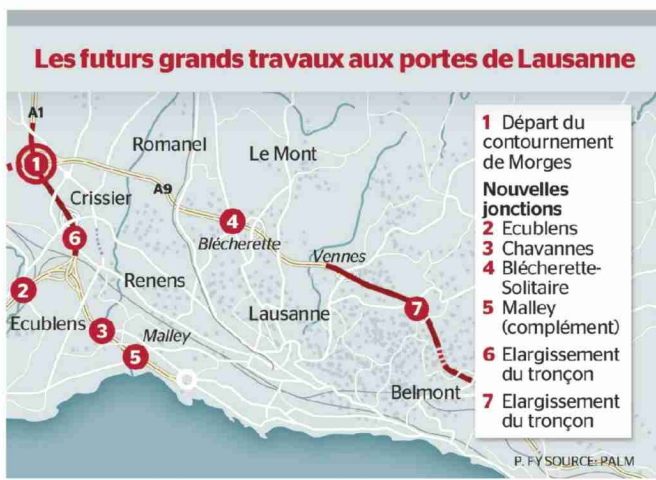 Les futurs grands travaux aux portes de Lausanne
A1
Romanel
Le Mont
1
A9
Crissier
4
Blécherette
6
Vennes
Renens
2
7
Lausanne
Ecublens
3
Malley
5
Belmont
1 Départ du
contournement
de Morges
Nouvelles
jonctions
2 Ecublens
3 Chavannes
4 Blécherette-
Solitaire
5 Malley
(complément)
6 Elargissement
du tronçon
7 Elargissement
du tronçon
P. FY SOURCE: PALM